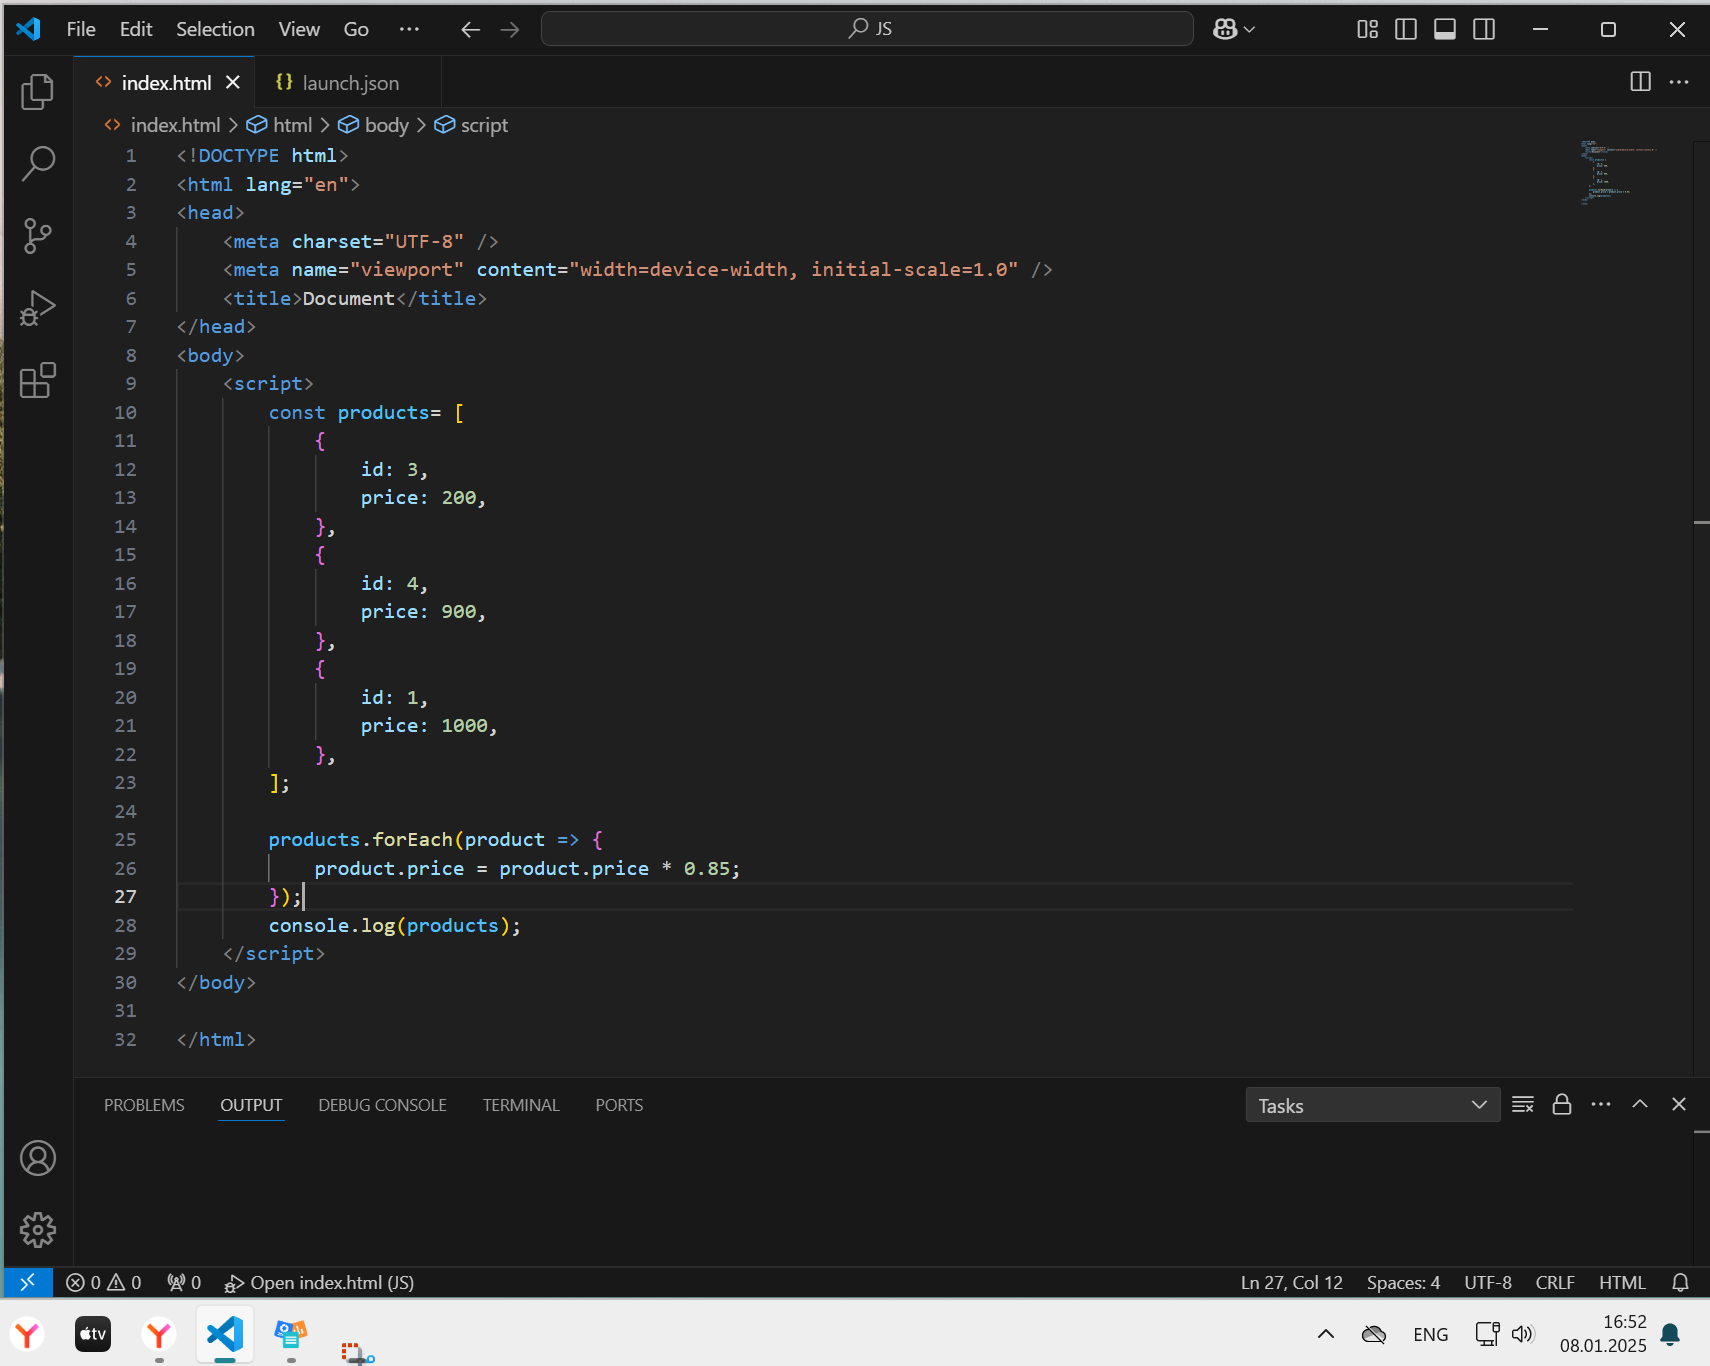 File Edit Selection View Go ··· JS
index.html launch.json
index.html > html > body > script
1 <!DOCTYPE html>
2 <html lang="en">
3 <head>
4 <meta charset="UTF-8" />
5 <meta name="viewport" content="width=device-width, initial-scale=1.0" />
6 <title>Document</title>
7 </head>
8 <body>
9 <script>
10 const products= [
11 {
12 id: 3,
13 price: 200,
14 },
15 {
16 id: 4,
17 price: 900,
18 },
19 {
20 id: 1,
21 price: 1000,
22 },
23 ];
24
25 products.forEach(product => {
26 product.price = product.price * 0.85;
27 });
28 console.log(products);
29 </script>
30 </body>
31
32 </html>
PROBLEMS OUTPUT DEBUG CONSOLE TERMINAL PORTS Tasks
0 0 0 Open index.html (JS) Ln 27, Col 12 Spaces: 4 UTF-8 CRLF HTML
tv ENG 16:52
08.01.2025